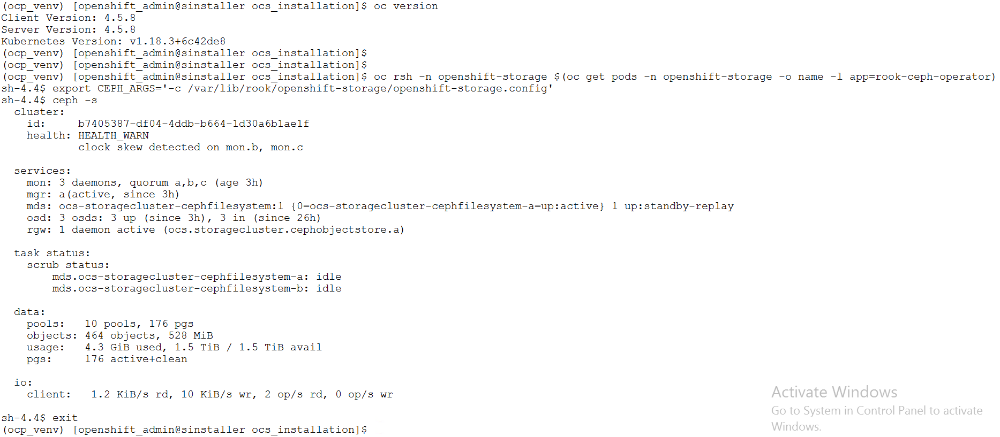 (ocp_venv) [openshift_admin@sinstaller ocs_installation]$ oc version
Client Version: 4.5.8
Server Version: 4.5.8
Kubernetes Version: v1.18.3+6c42de8
(ocp_venv) [openshift_admin@sinstaller ocs_installation]$
(ocp_venv) [openshift_admin@sinstaller ocs_installation]$
(ocp_venv) [openshift_admin@sinstaller ocs_installation]$ oc rsh -n openshift-storage $(oc get pods -n openshift-storage -o name -l app=rook-ceph-operator)
sh-4.4$ export CEPH_ARGS='-c /var/lib/rook/openshift-storage/openshift-storage.config'
sh-4.4$ ceph -s
  cluster:
    id:     b7405387-df04-4ddb-b664-1d30a6b1ae1f
    health: HEALTH_WARN
            clock skew detected on mon.b, mon.c
  services:
    mon: 3 daemons, quorum a,b,c (age 3h)
    mgr: a(active, since 3h)
    mds: ocs-storagecluster-cephfilesystem:1 {0=ocs-storagecluster-cephfilesystem-a=up:active} 1 up:standby-replay
    osd: 3 osds: 3 up (since 3h), 3 in (since 26h)
    rgw: 1 daemon active (ocs.storagecluster.cephobjectstore.a)
  task status:
    scrub status:
        mds.ocs-storagecluster-cephfilesystem-a: idle
        mds.ocs-storagecluster-cephfilesystem-b: idle
  data:
    pools:   10 pools, 176 pgs
    objects: 464 objects, 528 MiB
    usage:   4.3 GiB used, 1.5 TiB / 1.5 TiB avail
    pgs:     176 active+clean
  io:
    client:   1.2 KiB/s rd, 10 KiB/s wr, 2 op/s rd, 0 op/s wr
sh-4.4$ exit
(ocp_venv) [openshift_admin@sinstaller ocs_installation]$
Activate Windows
Go to System in Control Panel to activate
Windows.